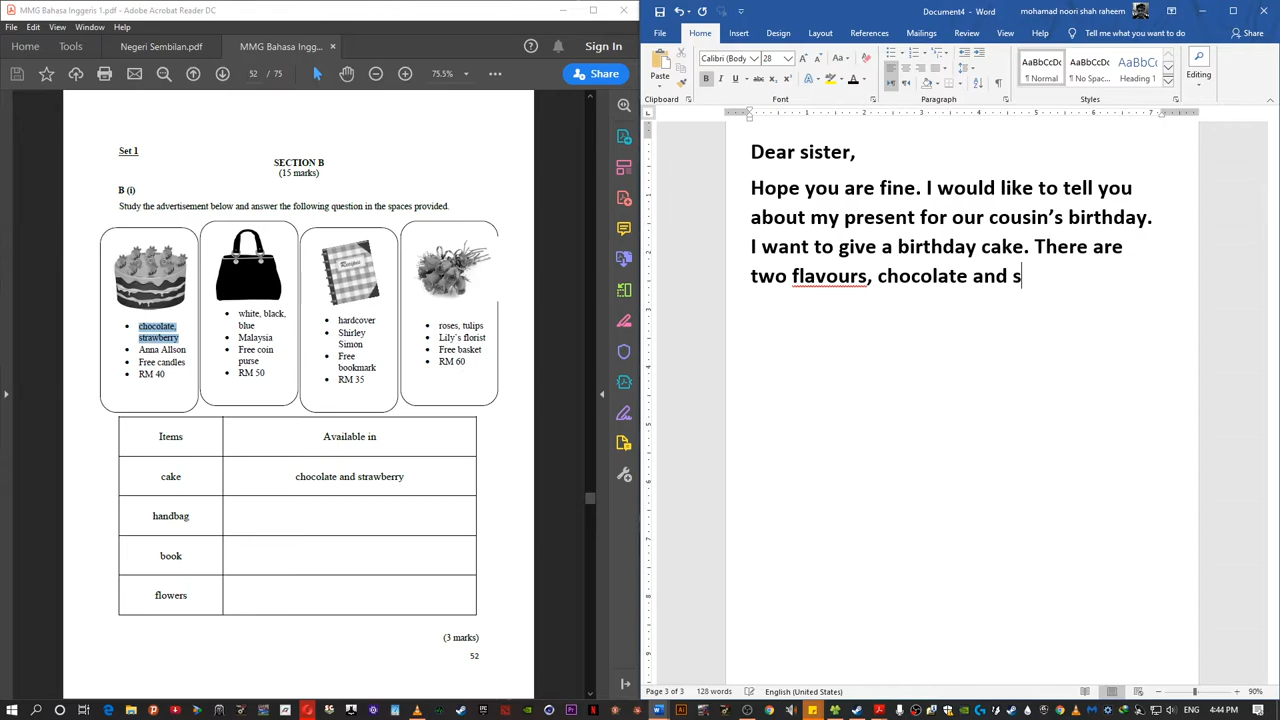 MMG Bahasa Inggeris 1.pdf - Adobe Acrobat Reader DC
File Edit View Window Help
Home Tools Negeri Sembilan.pdf MMG Bahasa Ingg... × Sign In
52 / 75 75.5% Share
Set 1
SECTION B
(15 marks)
B (i)
Study the advertisement below and answer the following question in the spaces provided.
• chocolate, strawberry
• Anna Allson
• Free candles
• RM 40
• white, black, blue
• Malaysia
• Free coin purse
• RM 50
Recipes
• hardcover
• Shirley Simon
• Free bookmark
• RM 35
• roses, tulips
• Lily's florist
• Free basket
• RM 60
Items Available in
cake chocolate and strawberry
handbag
book
flowers
(3 marks)
52
Document4 - Word mohamad noori shah raheem
File Home Insert Design Layout References Mailings Review View Help Tell me what you want to do Share
Paste
Calibri (Body) 28
AaBbCcDc AaBbCcDc AaBbCc
¶ Normal ¶ No Spac... Heading 1
Editing
Clipboard Font Paragraph Styles
Dear sister,
Hope you are fine. I would like to tell you
about my present for our cousin's birthday.
I want to give a birthday cake. There are
two flavours, chocolate and s
Page 3 of 3 128 words English (United States) 90%
ENG 4:44 PM